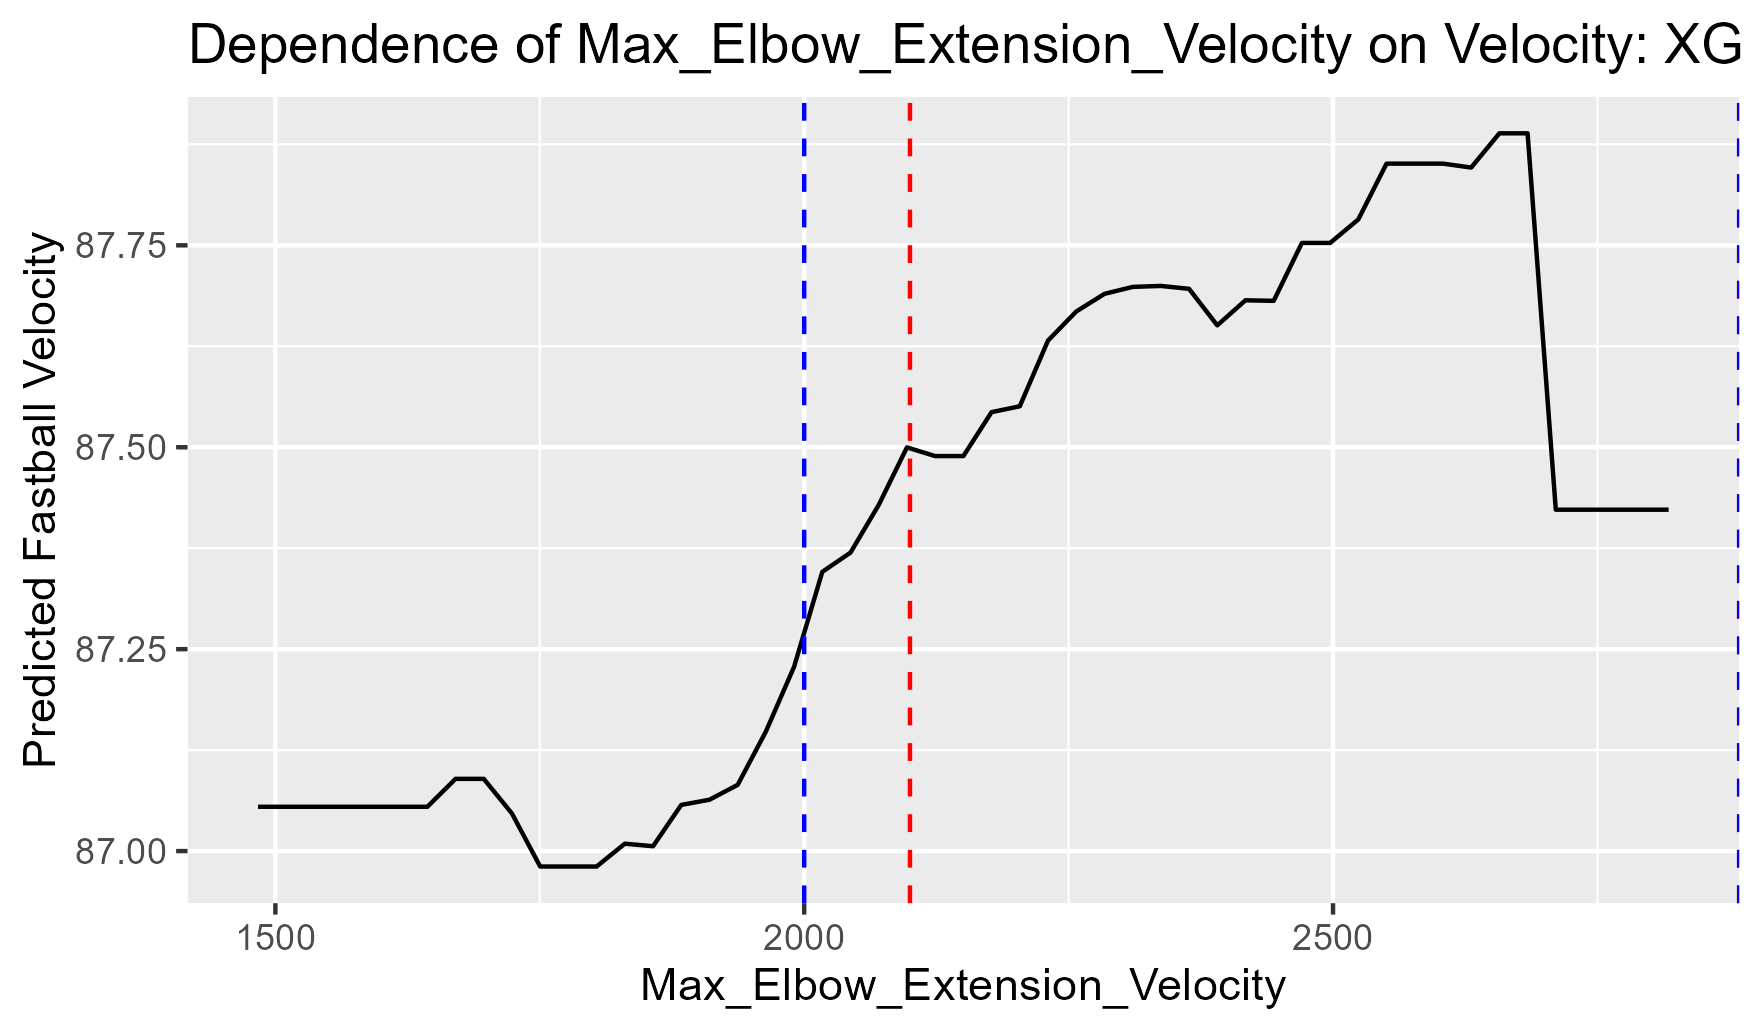 Dependence of Max_Elbow_Extension_Velocity on Velocity: XG
Predicted Fastball Velocity
87.75
87.50
87.25
87.00
1500 2000 2500
Max_Elbow_Extension_Velocity